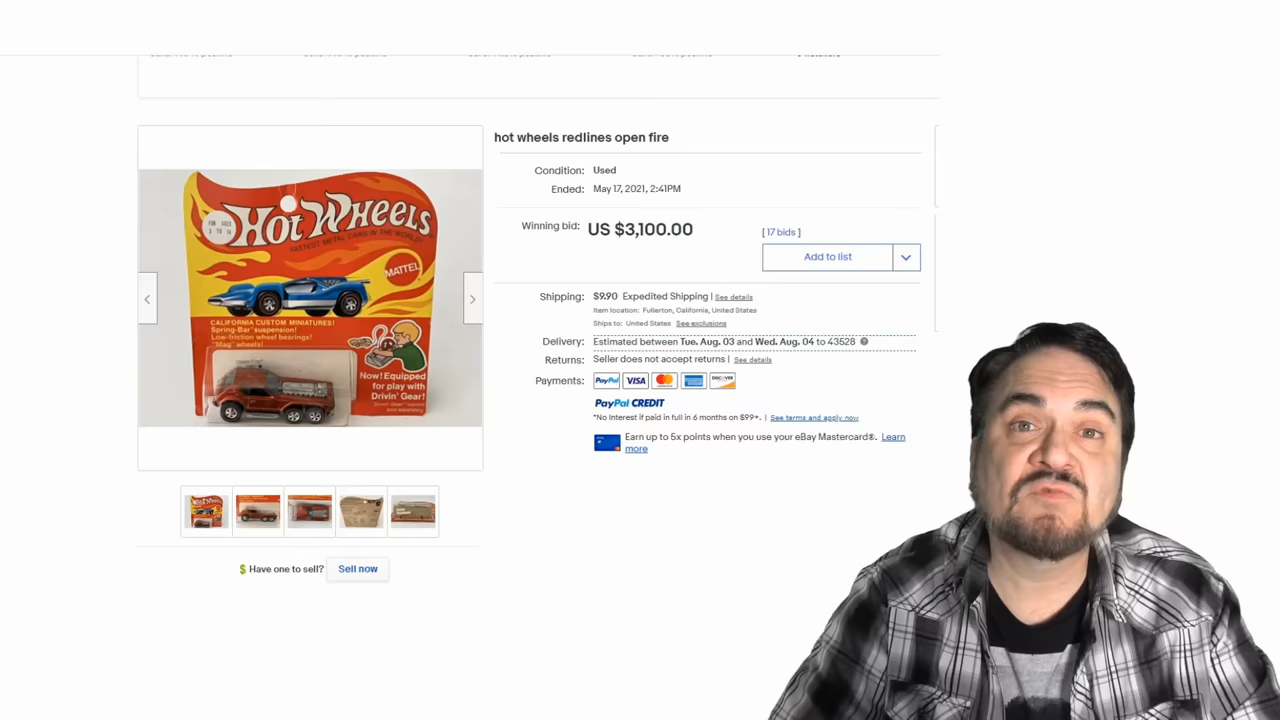 hot wheels redlines open fire
Condition: Used
Ended: May 17, 2021, 2:41PM
Winning bid: US $3,100.00 [ 17 bids ]
Add to list
Shipping: $9.90 Expedited Shipping | See details
Item location: Fullerton, California, United States
Ships to: United States See exclusions
Delivery: Estimated between Tue. Aug. 03 and Wed. Aug. 04 to 43528
Returns: Seller does not accept returns | See details
Payments: PayPal VISA DISCOVER
PayPal CREDIT
*No Interest if paid in full in 6 months on $99+. | See terms and apply now
Earn up to 5x points when you use your eBay Mastercard®. Learn
more
HOT WHEELS
FASTEST METAL CARS IN THE WORLD!
MATTEL
CALIFORNIA CUSTOM MINIATURES!
Spring-Bar suspension!
Low-friction wheel bearings!
"Mag" wheels!
Now! Equipped
for play with
Drivin' Gear!
Have one to sell? Sell now